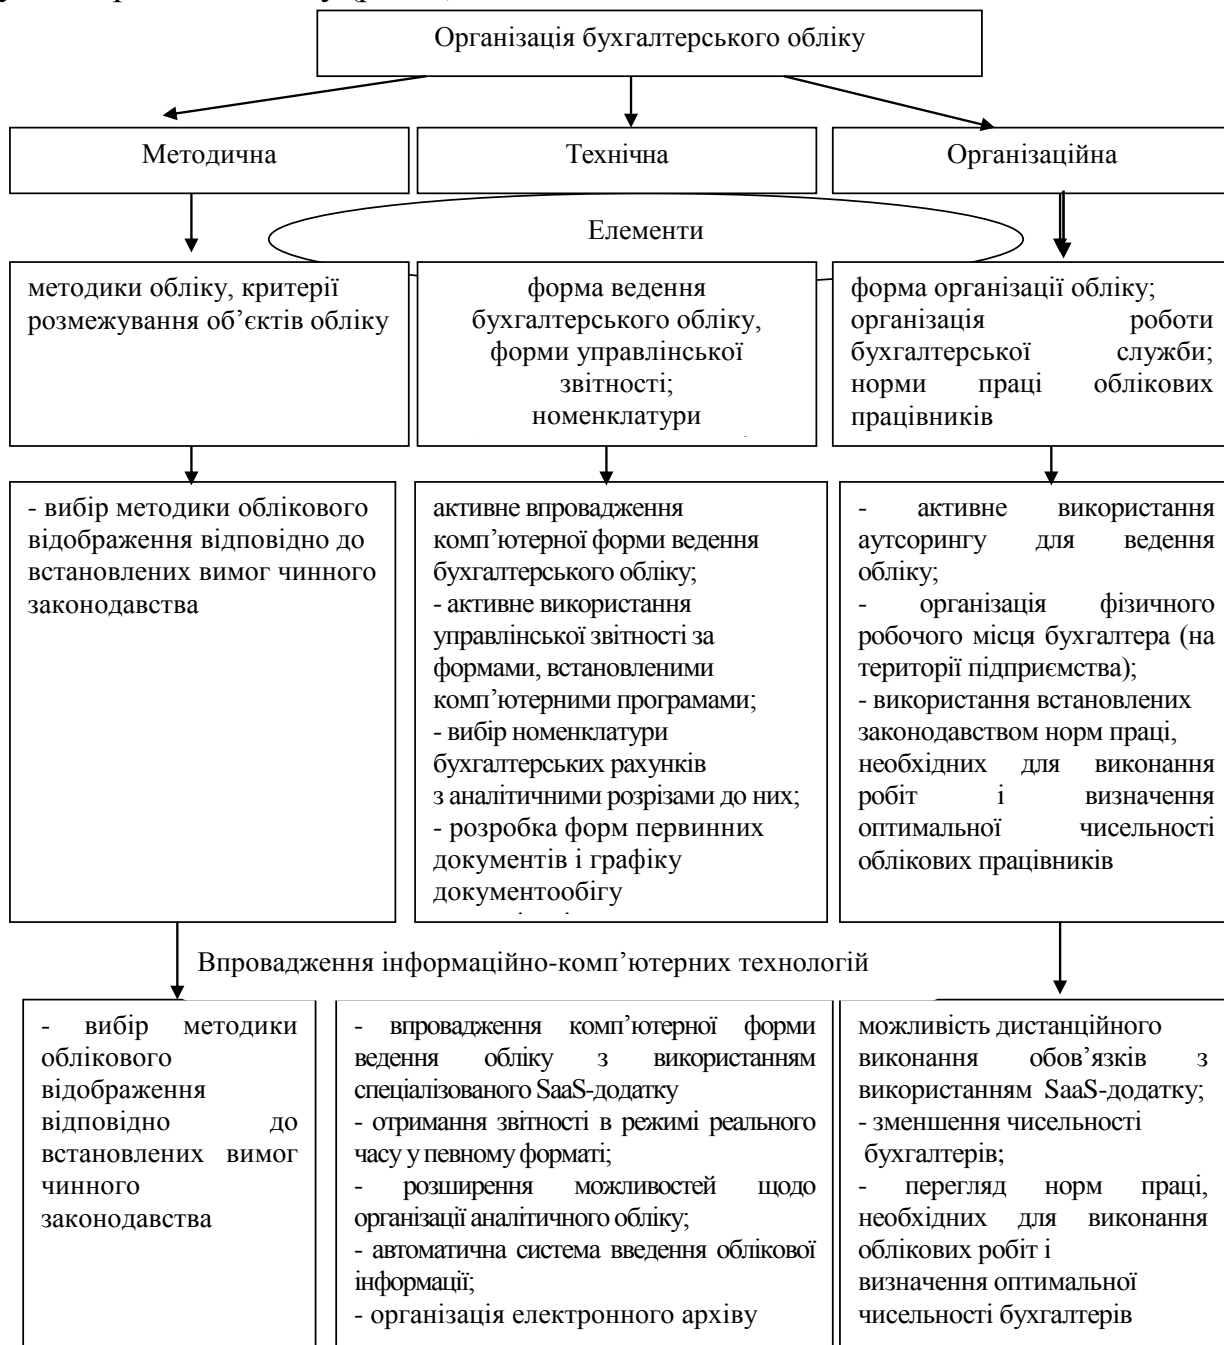 Організація бухгалтерського обліку
Методична
Технічна
Організаційна
Елементи
методики обліку, критерії
розмежування об’єктів обліку
форма ведення
бухгалтерського обліку,
форми управлінської
звітності;
номенклатури
форма організації обліку;
організація роботи
бухгалтерської служби;
норми праці облікових
працівників
- вибір методики облікового
відображення відповідно до
встановлених вимог чинного
законодавства
активне впровадження
комп’ютерної форми ведення
бухгалтерського обліку;
- активне використання
управлінської звітності за
формами, встановленими
комп’ютерними програмами;
- вибір номенклатури
бухгалтерських рахунків
з аналітичними розрізами до них;
- розробка форм первинних
документів і графіку
документообігу
- активне використання
аутсорингу для ведення
обліку;
- організація фізичного
робочого місця бухгалтера (на
території підприємства);
- використання встановлених
законодавством норм праці,
необхідних для виконання
робіт і визначення
оптимальної чисельності
облікових працівників
Впровадження інформаційно-комп’ютерних технологій
- вибір методики
облікового
відображення
відповідно до
встановлених вимог
чинного
законодавства
- впровадження комп’ютерної форми
ведення обліку з використанням
спеціалізованого SaaS-додатку
- отримання звітності в режимі реального
часу у певному форматі;
- розширення можливостей щодо
організації аналітичного обліку;
- автоматична система введення облікової
інформації;
- організація електронного архіву
можливість дистанційного
виконання обов’язків з
використанням SaaS-додатку;
- зменшення чисельності
бухгалтерів;
- перегляд норм праці,
необхідних для виконання
облікових робіт і
визначення оптимальної
чисельності бухгалтерів